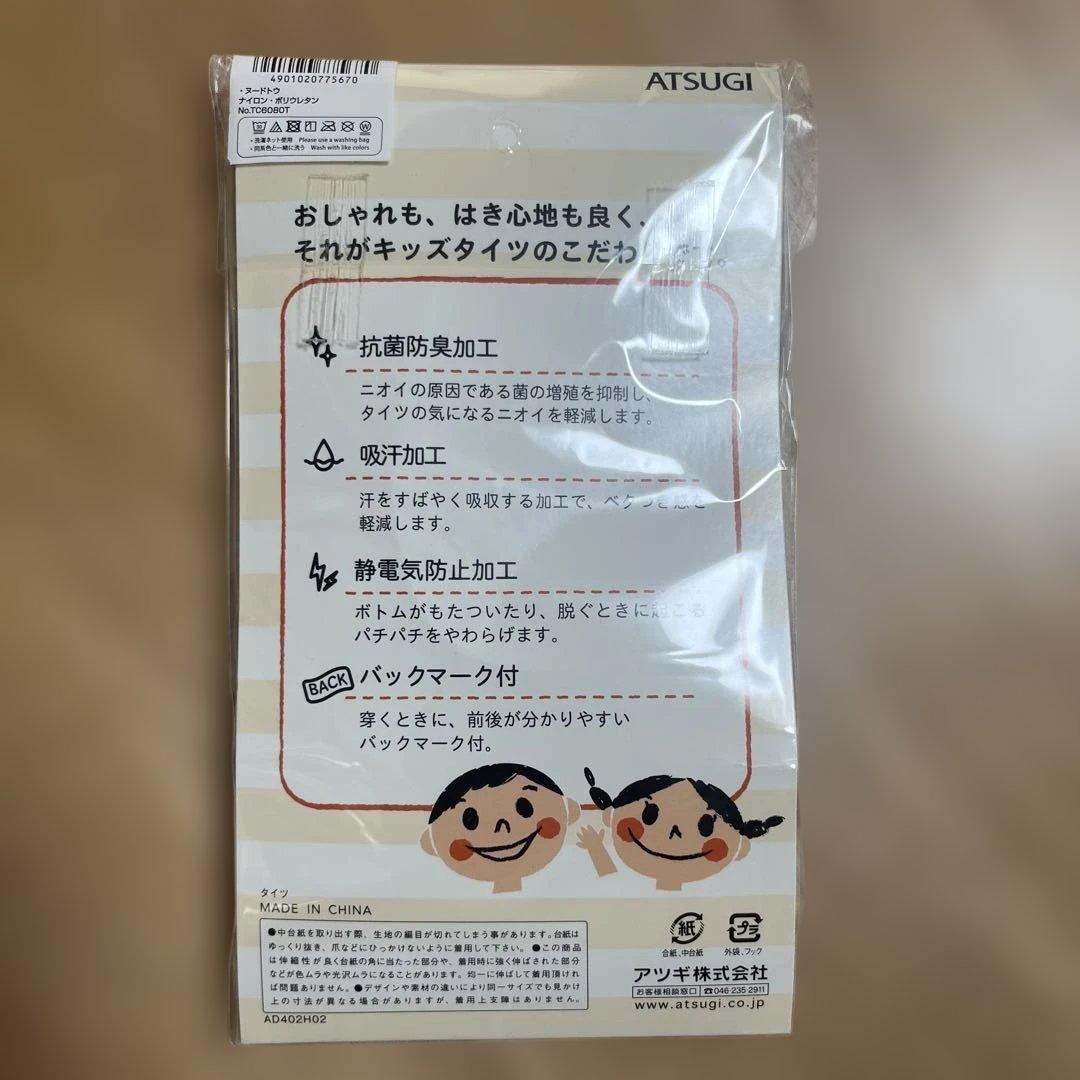 4901020775670
・ヌードトウ
ナイロン・ポリウレタン
No.TC6080T
・洗濯ネット使用 Please use a washing bag
・同系色と一緒に洗う Wash with like colors
ATSUGI
おしゃれも、はき心地も良く、
それがキッズタイツのこだわ
抗菌防臭加工
ニオイの原因である菌の増殖を抑制し、
タイツの気になるニオイを軽減します。
吸汗加工
汗をすばやく吸収する加工で、ベタつき感を
軽減します。
静電気防止加工
ボトムがもたついたり、脱ぐときに起こる
パチパチをやわらげます。
BACK
バックマーク付
穿くときに、前後が分かりやすい
バックマーク付。
タイツ
MADE IN CHINA
●中台紙を取り出す際、生地の編目が切れてしまう事があります。台紙は
ゆっくり抜き、爪などにひっかけないように着用して下さい。●この商品
は伸縮性が良く台紙の角に当たった部分や、着用時に強く伸ばされた部分
などが色ムラや光沢ムラになることがあります。均一に伸ばして着用頂けれ
ば問題ありません。●デザインや素材の違いにより同一サイズでも見かけ
上の寸法が異なる場合がありますが、着用上支障はありません。
AD402H02
紙
合紙、中台紙
プラ
外袋、フック
アツギ株式会社
お客様相談窓口 ☎046-235-2911
www.atsugi.co.jp